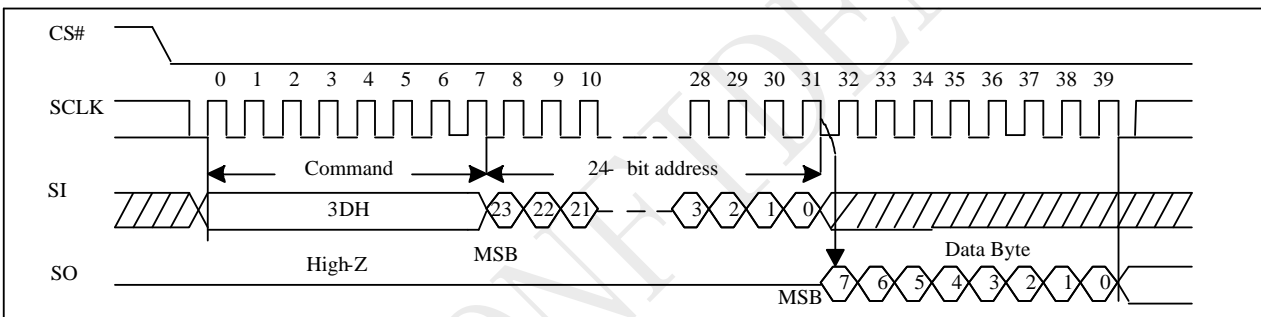 CS#
0 1 2 3 4 5 6 7 8 9 10 28 29 30 31 32 33 34 35 36 37 38 39
SCLK
Command 24- bit address
SI
3DH 23 22 21 3 2 1 0
High-Z MSB Data Byte
SO
MSB 7 6 5 4 3 2 1 0